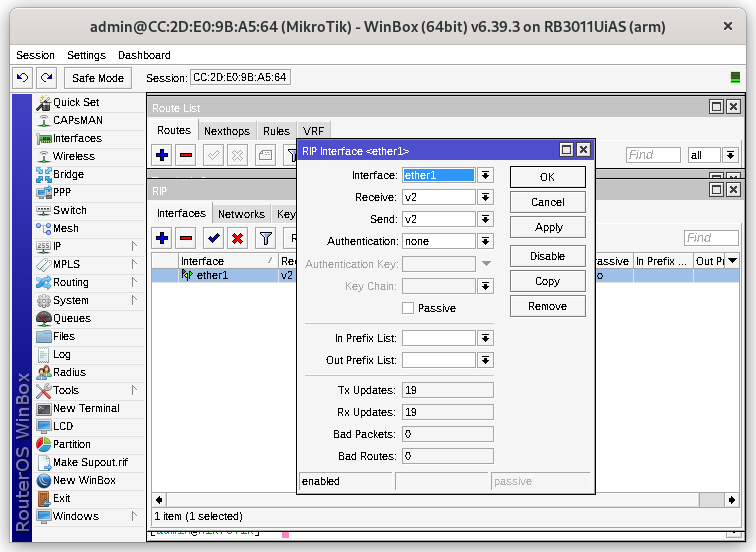 admin@CC:2D:E0:9B:A5:64 (MikroTik) - WinBox (64bit) v6.39.3 on RB3011UiAS (arm)
Session Settings Dashboard
Safe Mode Session: CC:2D:E0:9B:A5:64
RouterOS WinBox
Quick Set
CAPsMAN
Interfaces
Wireless
Bridge
PPP
Switch
Mesh
IP
MPLS
Routing
System
Queues
Files
Log
Radius
Tools
New Terminal
LCD
Partition
Make Supout.rif
New WinBox
Exit
Windows
Route List
Routes Nexthops Rules VRF
Find all
RIP
Interfaces Networks Key
Find
Interface
In Prefix ... Out Pr
ether1 v2
1 item (1 selected)
RIP Interface <ether1>
Interface: ether1
Receive: v2
Send: v2
Authentication: none
Authentication Key:
Key Chain:
Passive
In Prefix List:
Out Prefix List:
Tx Updates: 19
Rx Updates: 19
Bad Packets: 0
Bad Routes: 0
enabled passive
OK
Cancel
Apply
Disable
Copy
Remove